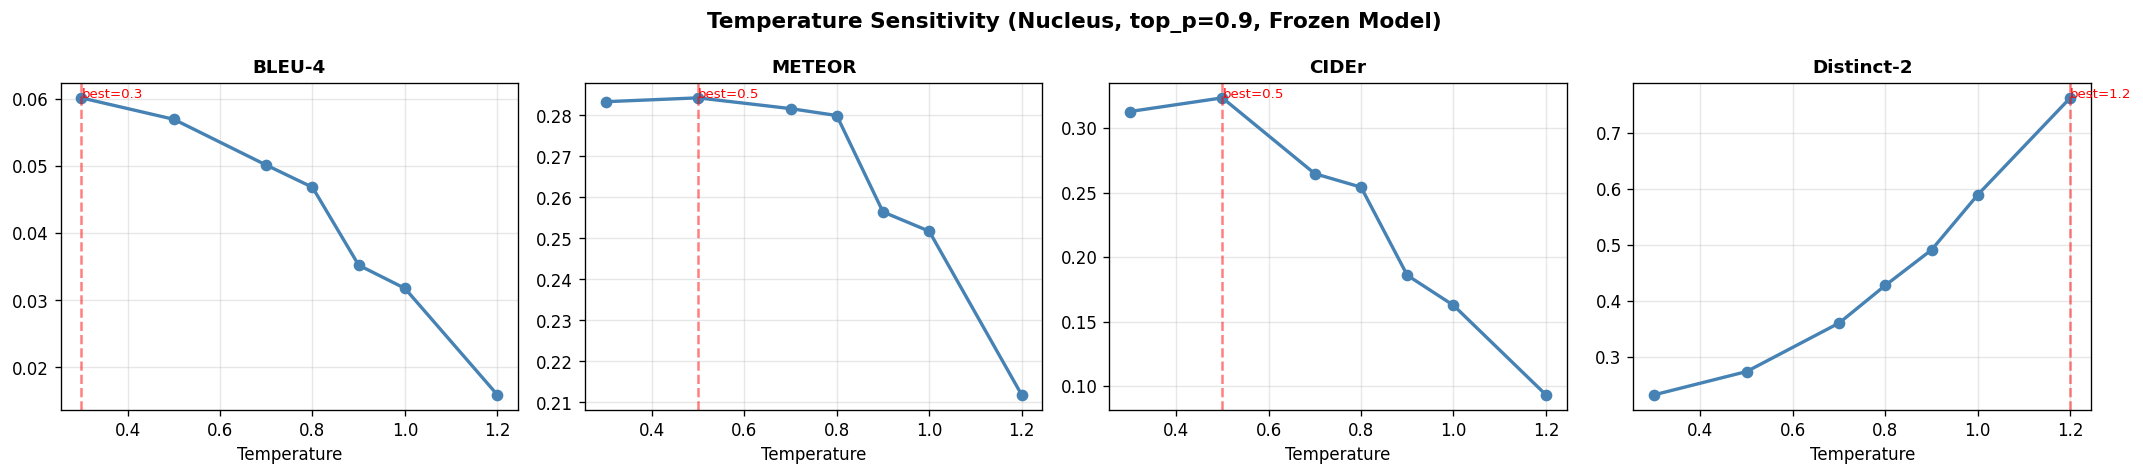 Temperature Sensitivity (Nucleus, top_p=0.9, Frozen Model)
BLEU-4
best=0.3
0.06
0.05
0.04
0.03
0.02
0.4 0.6 0.8 1.0 1.2
Temperature
METEOR
best=0.5
0.28
0.27
0.26
0.25
0.24
0.23
0.22
0.21
0.4 0.6 0.8 1.0 1.2
Temperature
CIDEr
best=0.5
0.30
0.25
0.20
0.15
0.10
0.4 0.6 0.8 1.0 1.2
Temperature
Distinct-2
best=1.2
0.7
0.6
0.5
0.4
0.3
0.4 0.6 0.8 1.0 1.2
Temperature